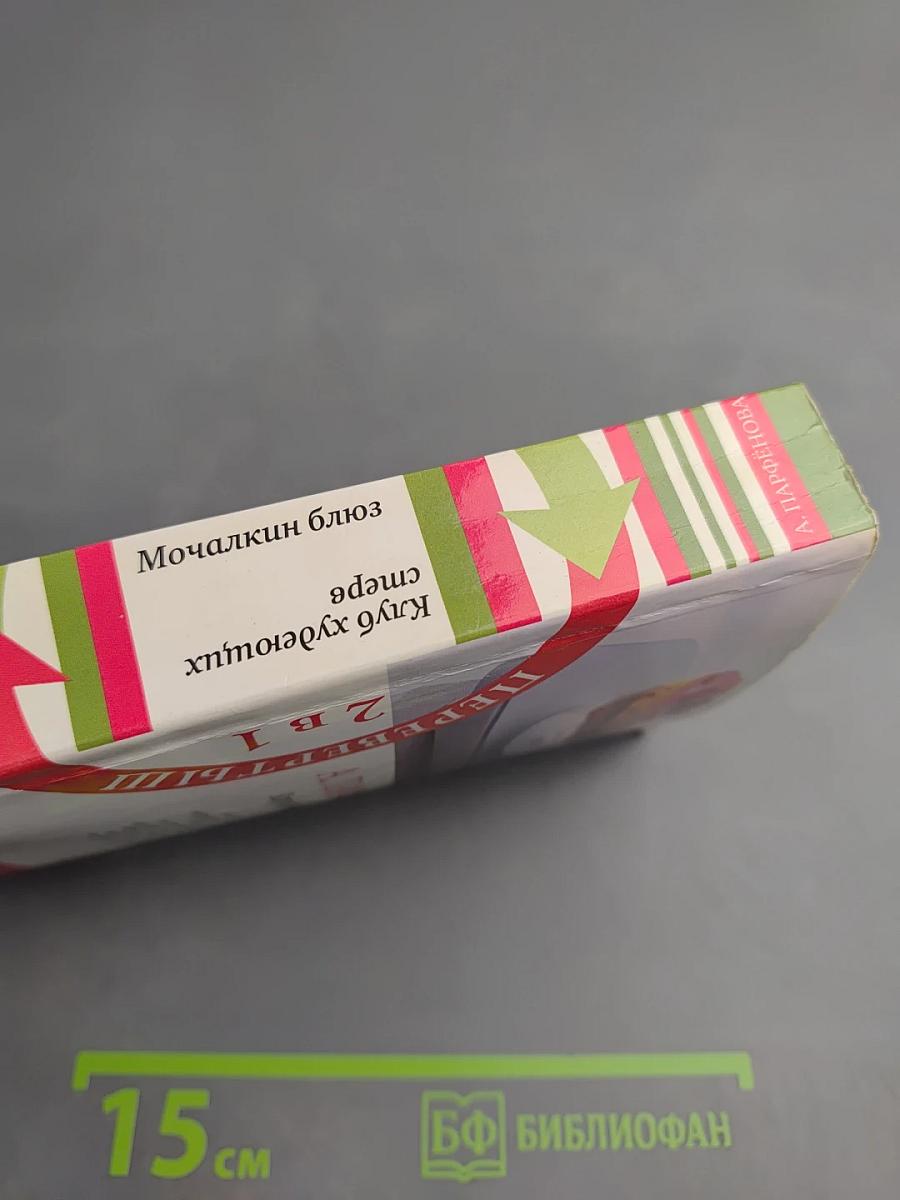 А. ПАРФЁНОВА
Мочалкин блюз
Клуб худеющих
стерв
ПЕРЕВЕРТЫШ
2 в 1
15 см
БФ БИБЛИОФАН